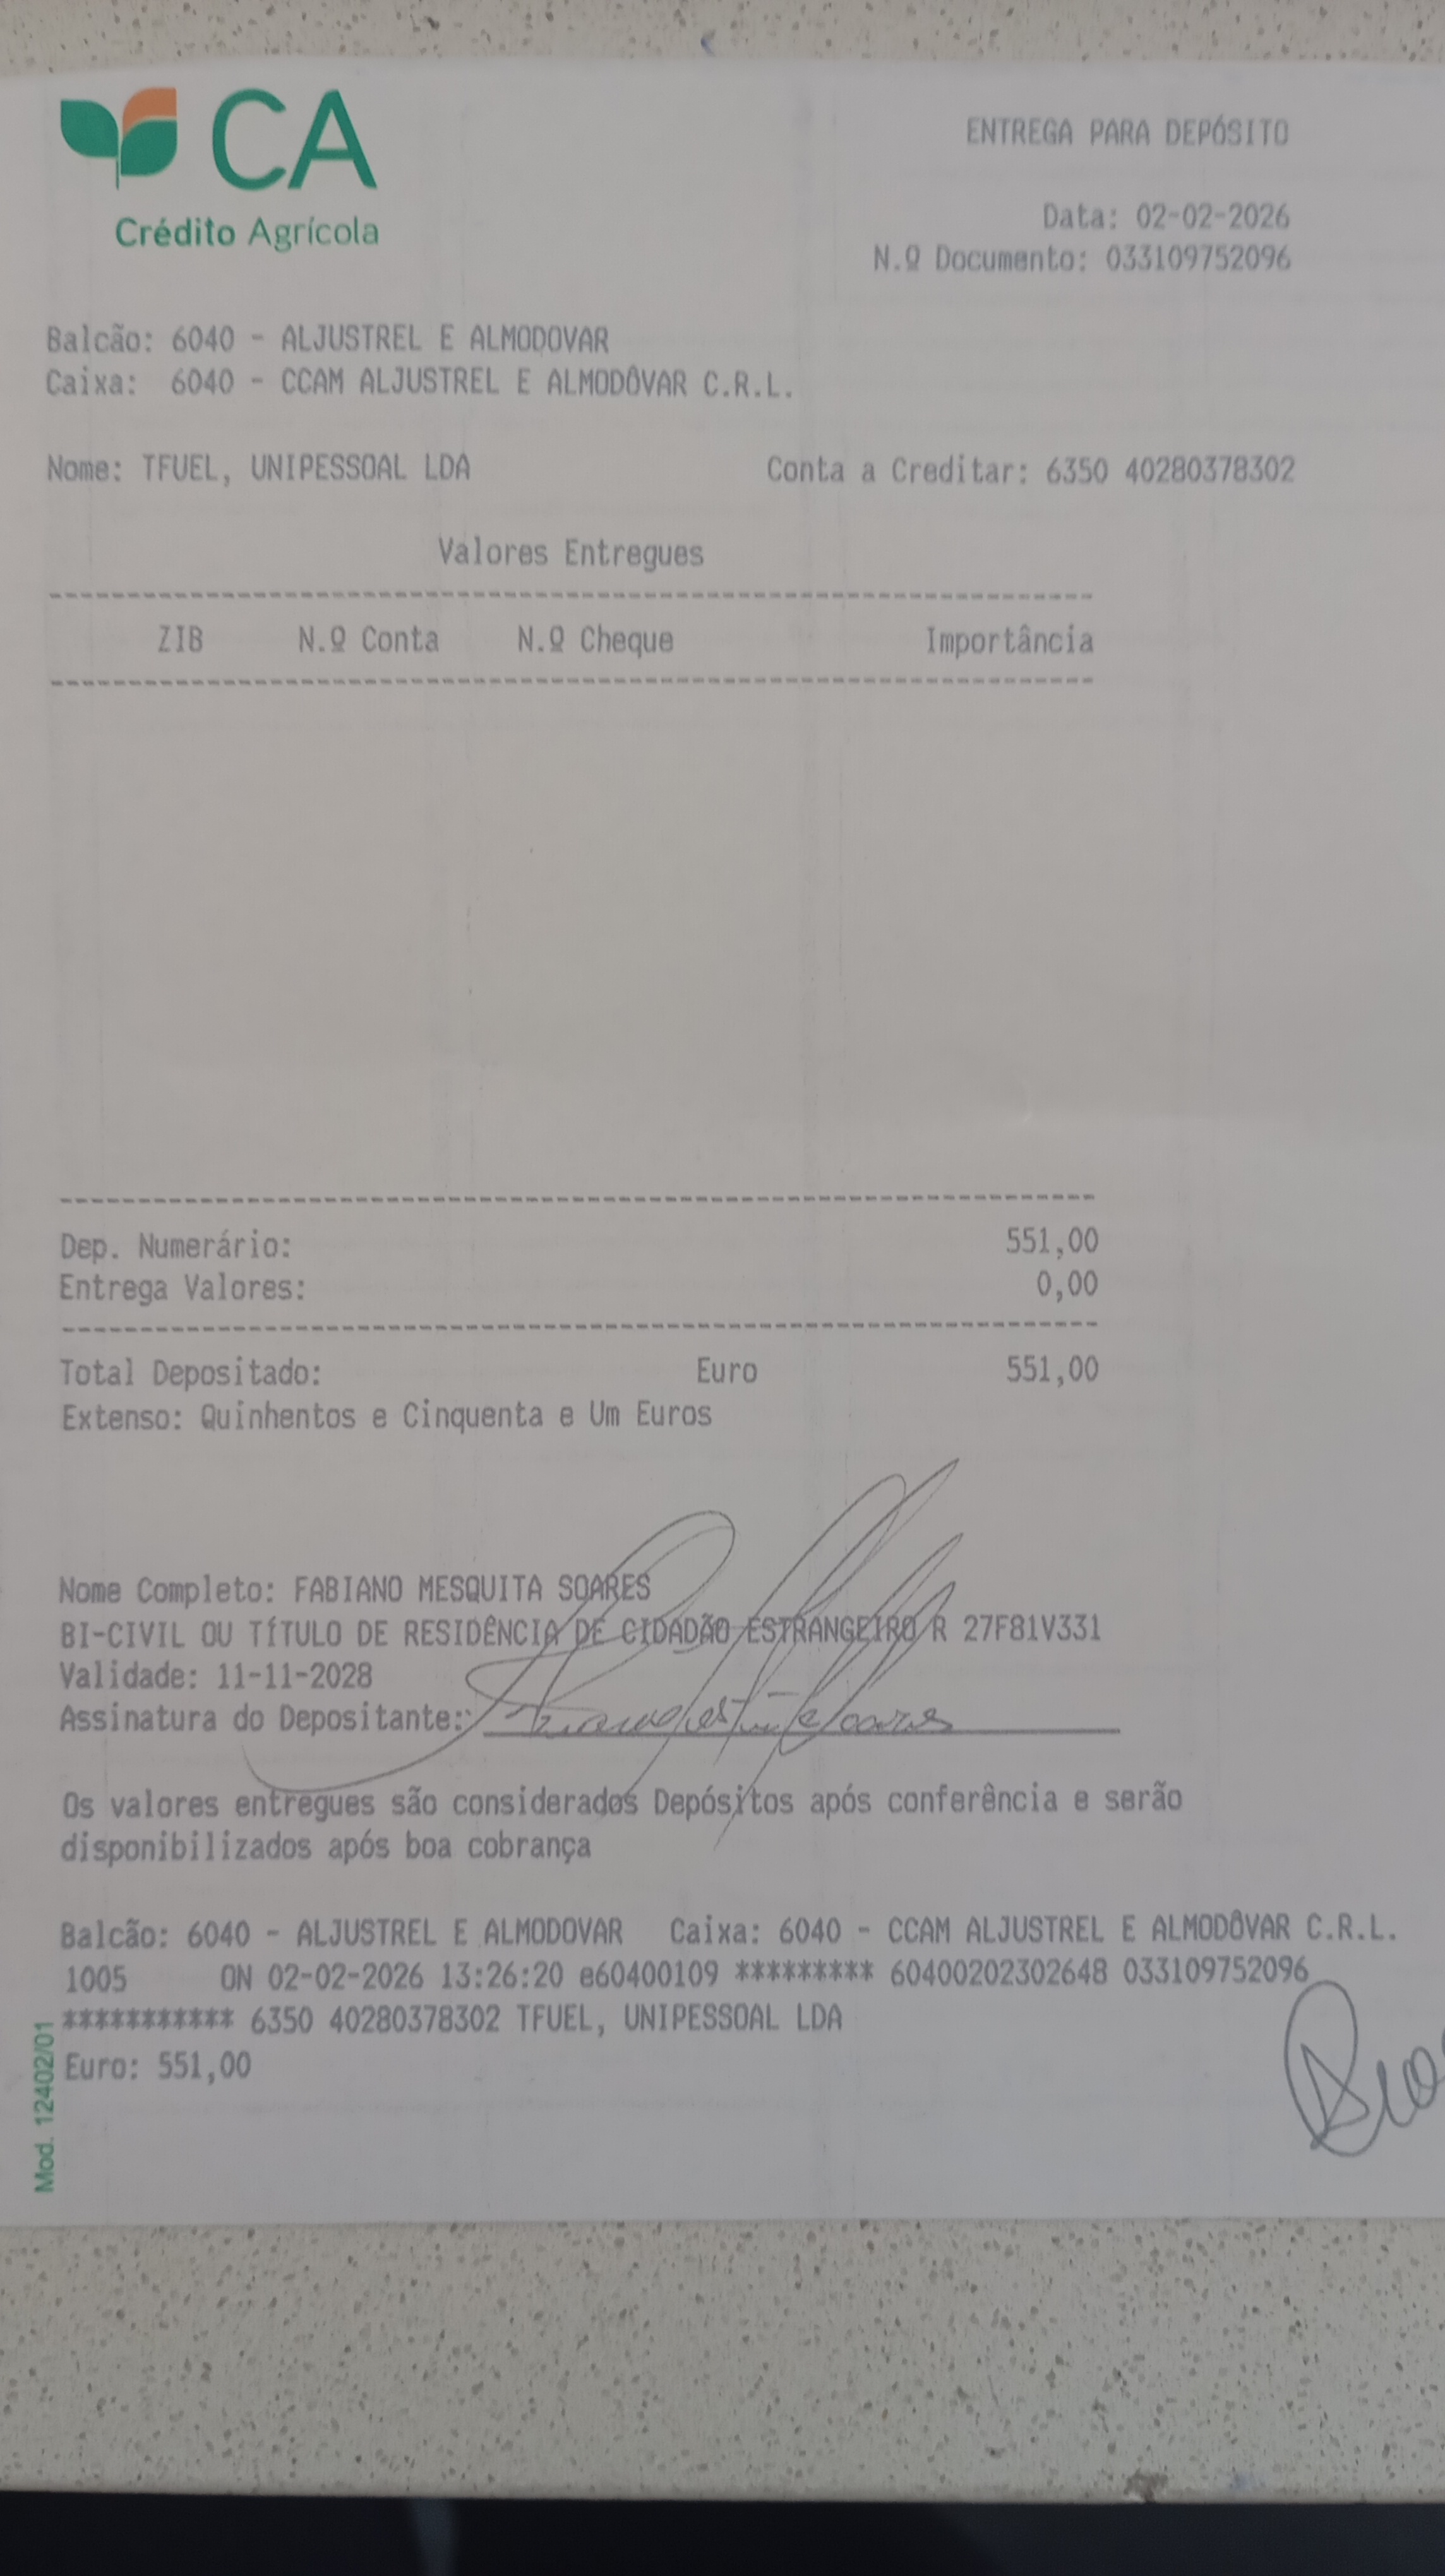 CA
Crédito Agrícola
ENTREGA PARA DEPÓSITO
Data: 02-02-2026
N.º Documento: 033109752096
Balcão: 6040 - ALJUSTREL E ALMODOVAR
Caixa: 6040 - CCAM ALJUSTREL E ALMODÔVAR C.R.L.
Nome: TFUEL, UNIPESSOAL LDA Conta a Creditar: 6350 40280378302
Valores Entregues
ZIB N.º Conta N.º Cheque Importância
Dep. Numerário: 551,00
Entrega Valores: 0,00
Total Depositado: Euro 551,00
Extenso: Quinhentos e Cinquenta e Um Euros
Nome Completo: FABIANO MESQUITA SOARES
BI-CIVIL OU TÍTULO DE RESIDÊNCIA DE CIDADÃO ESTRANGEIRO R 27F81V331
Validade: 11-11-2028
Assinatura do Depositante:
Os valores entregues são considerados Depósitos após conferência e serão
disponibilizados após boa cobrança
Balcão: 6040 - ALJUSTREL E ALMODOVAR Caixa: 6040 - CCAM ALJUSTREL E ALMODÔVAR C.R.L.
1005 ON 02-02-2026 13:26:20 e60400109 ********* 60400202302648 033109752096
*********** 6350 40280378302 TFUEL, UNIPESSOAL LDA
Euro: 551,00
Mod. 12402/01